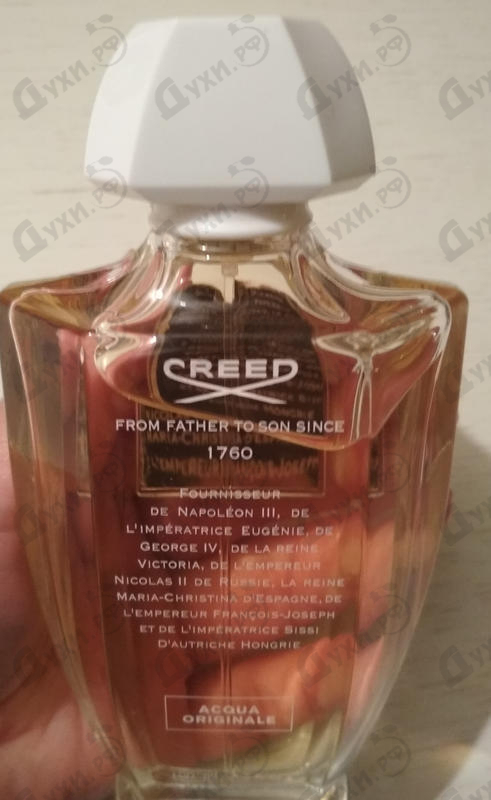 CREED
FROM FATHER TO SON SINCE
1760
FOURNISSEUR
DE NAPOLÉON III, DE
L'IMPÉRATRICE EUGÉNIE, DE
GEORGE IV, DE LA REINE
VICTORIA, DE L'EMPEREUR
NICOLAS II DE RUSSIE, LA REINE
MARIA-CHRISTINA D'ESPAGNE, DE
L'EMPEREUR FRANÇOIS-JOSEPH
ET DE L'IMPÉRATRICE SISSI
D'AUTRICHE HONGRIE
ACQUA
ORIGINALE
Духи.рф